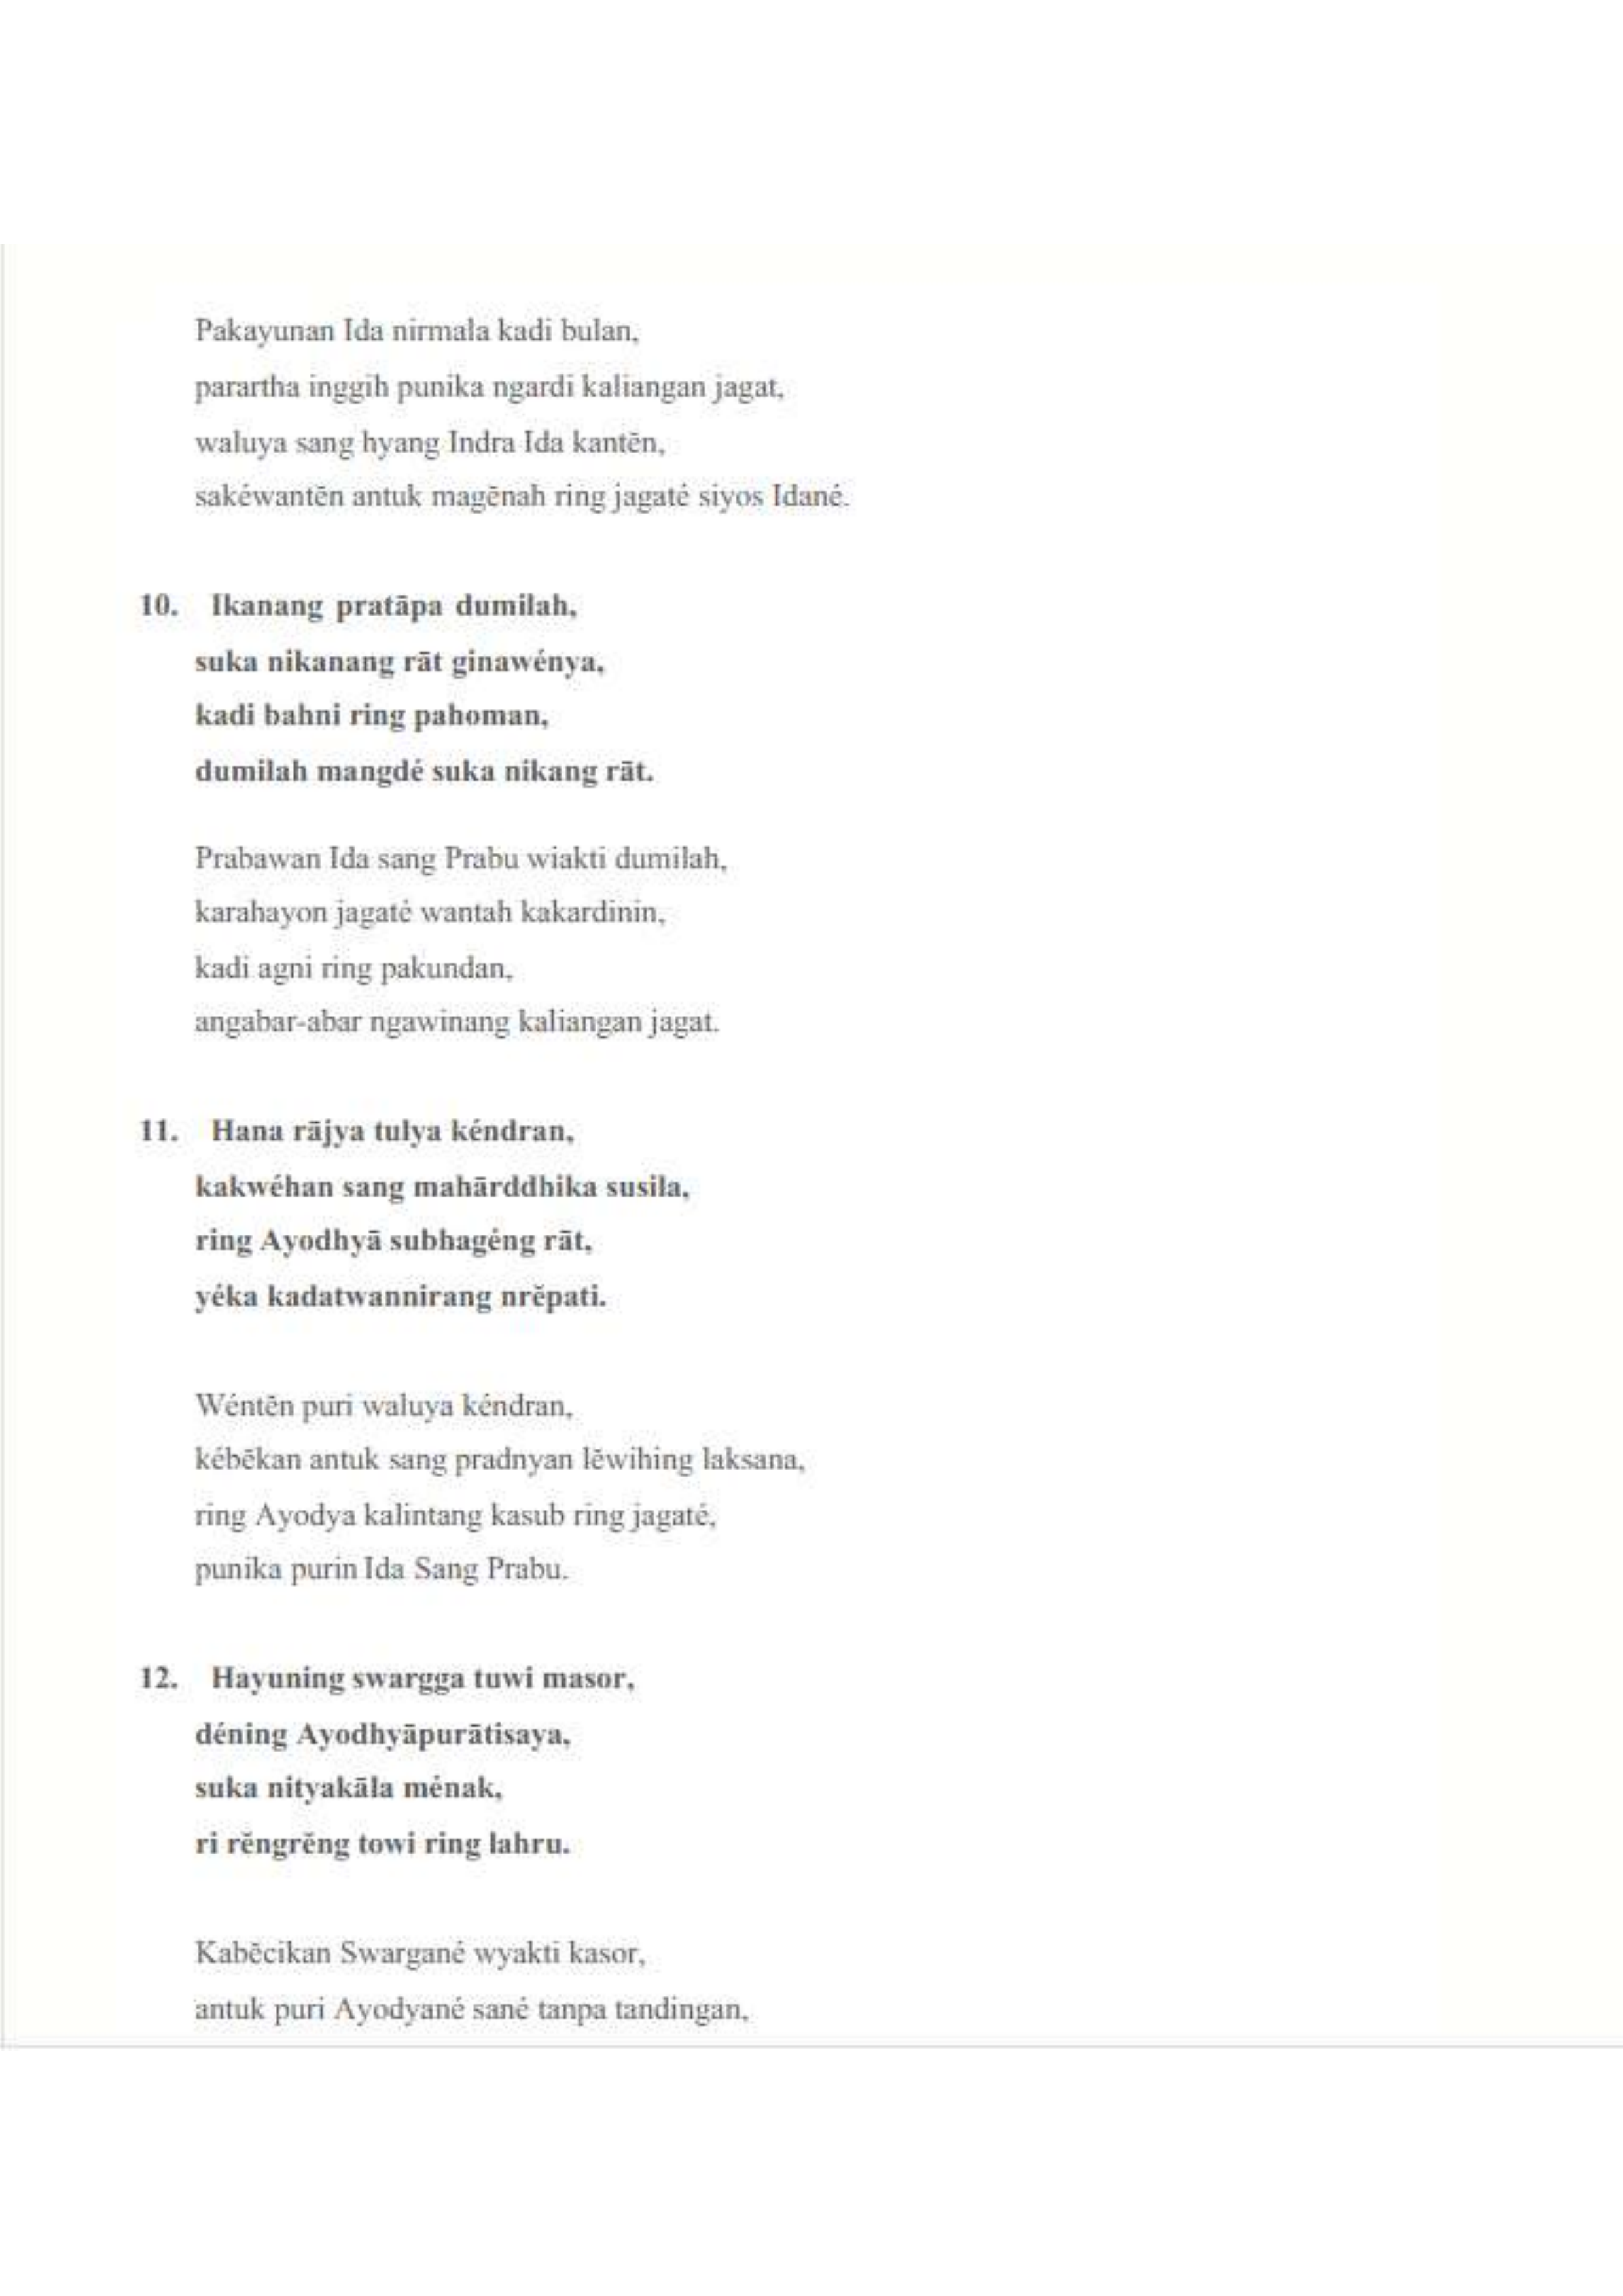 Pakayunan Ida nirmala kadi bulan,
parartha inggih punika ngardi kaliangan jagat,
waluya sang hyang Indra Ida kantēn,
sakéwantēn antuk magēnah ring jagaté siyos Idané.
10. Ikanang pratāpa dumilah,
suka nikanang rāt ginawénya,
kadi bahni ring pahoman,
dumilah mangdé suka nikang rāt.
Prabawan Ida sang Prabu wiakti dumilah,
karahayon jagaté wantah kakardinin,
kadi agni ring pakundan,
angabar-abar ngawinang kaliangan jagat.
11. Hana rājya tulya kéndran,
kakwéhan sang mahārddhika susila,
ring Ayodhyā subhagéng rāt,
yéka kadatwannirang nrĕpati.
Wéntēn puri waluya kéndran,
kébēkan antuk sang pradnyan lĕwihing laksana,
ring Ayodya kalintang kasub ring jagaté,
punika purin Ida Sang Prabu.
12. Hayuning swargga tuwi masor,
déning Ayodhyāpurātisaya,
suka nityakāla ménak,
ri rĕngrĕng towi ring lahru.
Kabĕcikan Swargané wyakti kasor,
antuk puri Ayodyané sané tanpa tandingan,